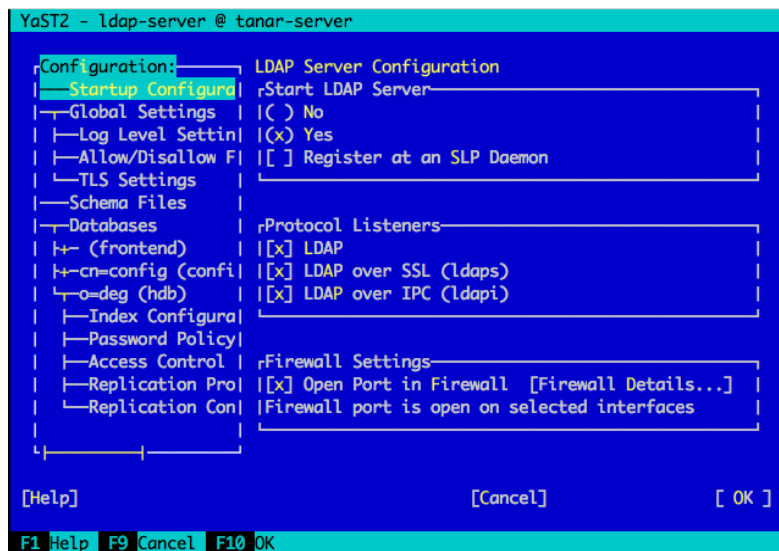 YaST2 - ldap-server @ tanar-server
Configuration:
Startup Configura
Global Settings
Log Level Settin
Allow/Disallow F
TLS Settings
Schema Files
Databases
+- (frontend)
+-cn=config (confi
o=deg (hdb)
Index Configura
Password Policy
Access Control
Replication Pro
Replication Con
LDAP Server Configuration
Start LDAP Server
( ) No
(x) Yes
[ ] Register at an SLP Daemon
Protocol Listeners
[x] LDAP
[x] LDAP over SSL (ldaps)
[x] LDAP over IPC (ldapi)
Firewall Settings
[x] Open Port in Firewall [Firewall Details...]
Firewall port is open on selected interfaces
[Help] [Cancel] [ OK ]
F1 Help F9 Cancel F10 OK